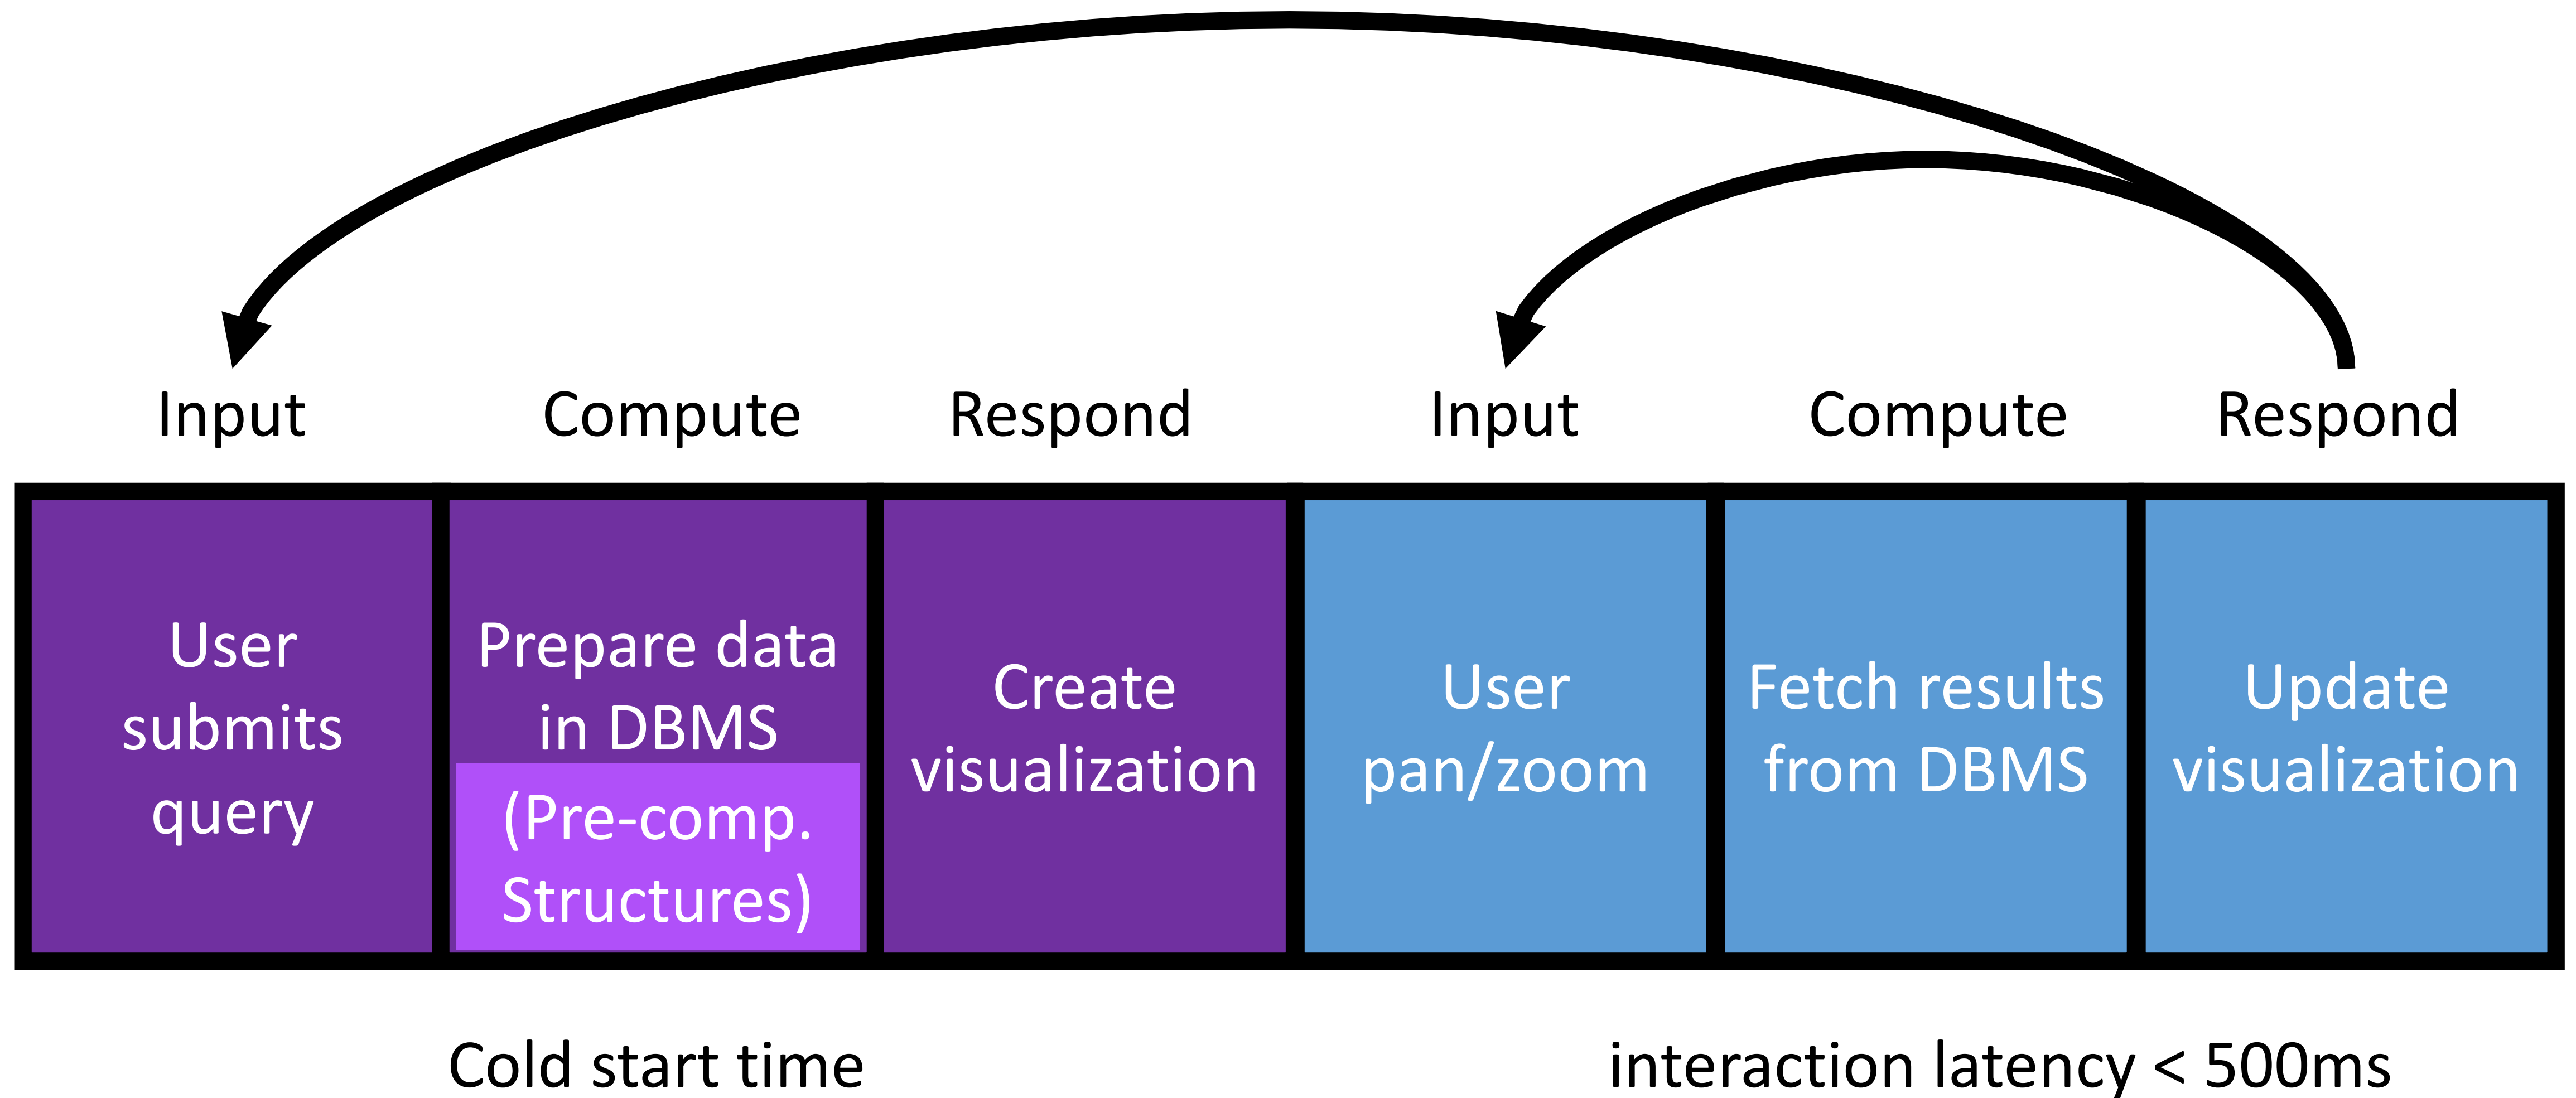 Input
Compute
Respond
Input
Compute
Respond
User
submits
query
Prepare data
in DBMS
(Pre-comp.
Structures)
Create
visualization
User
pan/zoom
Fetch results
from DBMS
Update
visualization
Cold start time
interaction latency < 500ms